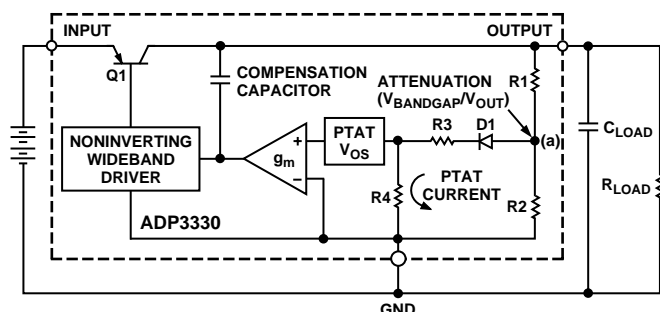 INPUT
OUTPUT
Q1
COMPENSATION
CAPACITOR
ATTENUATION
(VBANDGAP/VOUT)
R1
NONINVERTING
WIDEBAND
DRIVER
gm
+
−
PTAT
VOS
R3
D1
(a)
R4
PTAT
CURRENT
R2
CLOAD
RLOAD
ADP3330
GND